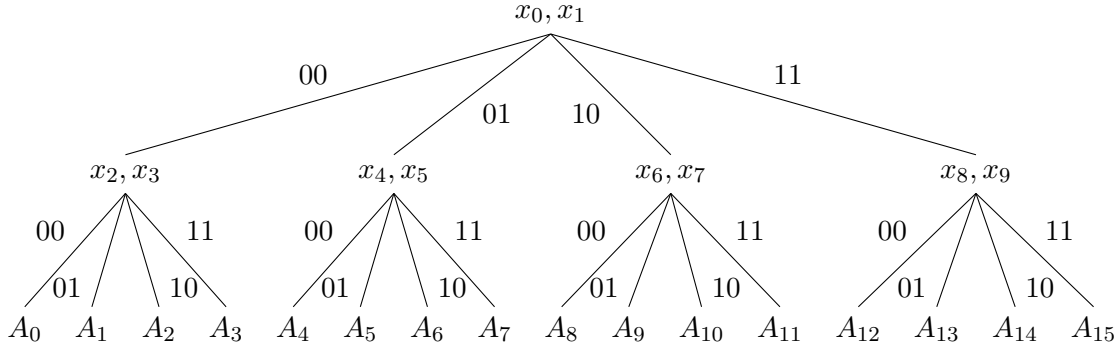 x₀, x₁
00 01 10 11
x₂, x₃ x₄, x₅ x₆, x₇ x₈, x₉
00 11 00 11 00 11 00 11
01 10 01 10 01 10 01 10
A₀ A₁ A₂ A₃ A₄ A₅ A₆ A₇ A₈ A₉ A₁₀ A₁₁ A₁₂ A₁₃ A₁₄ A₁₅